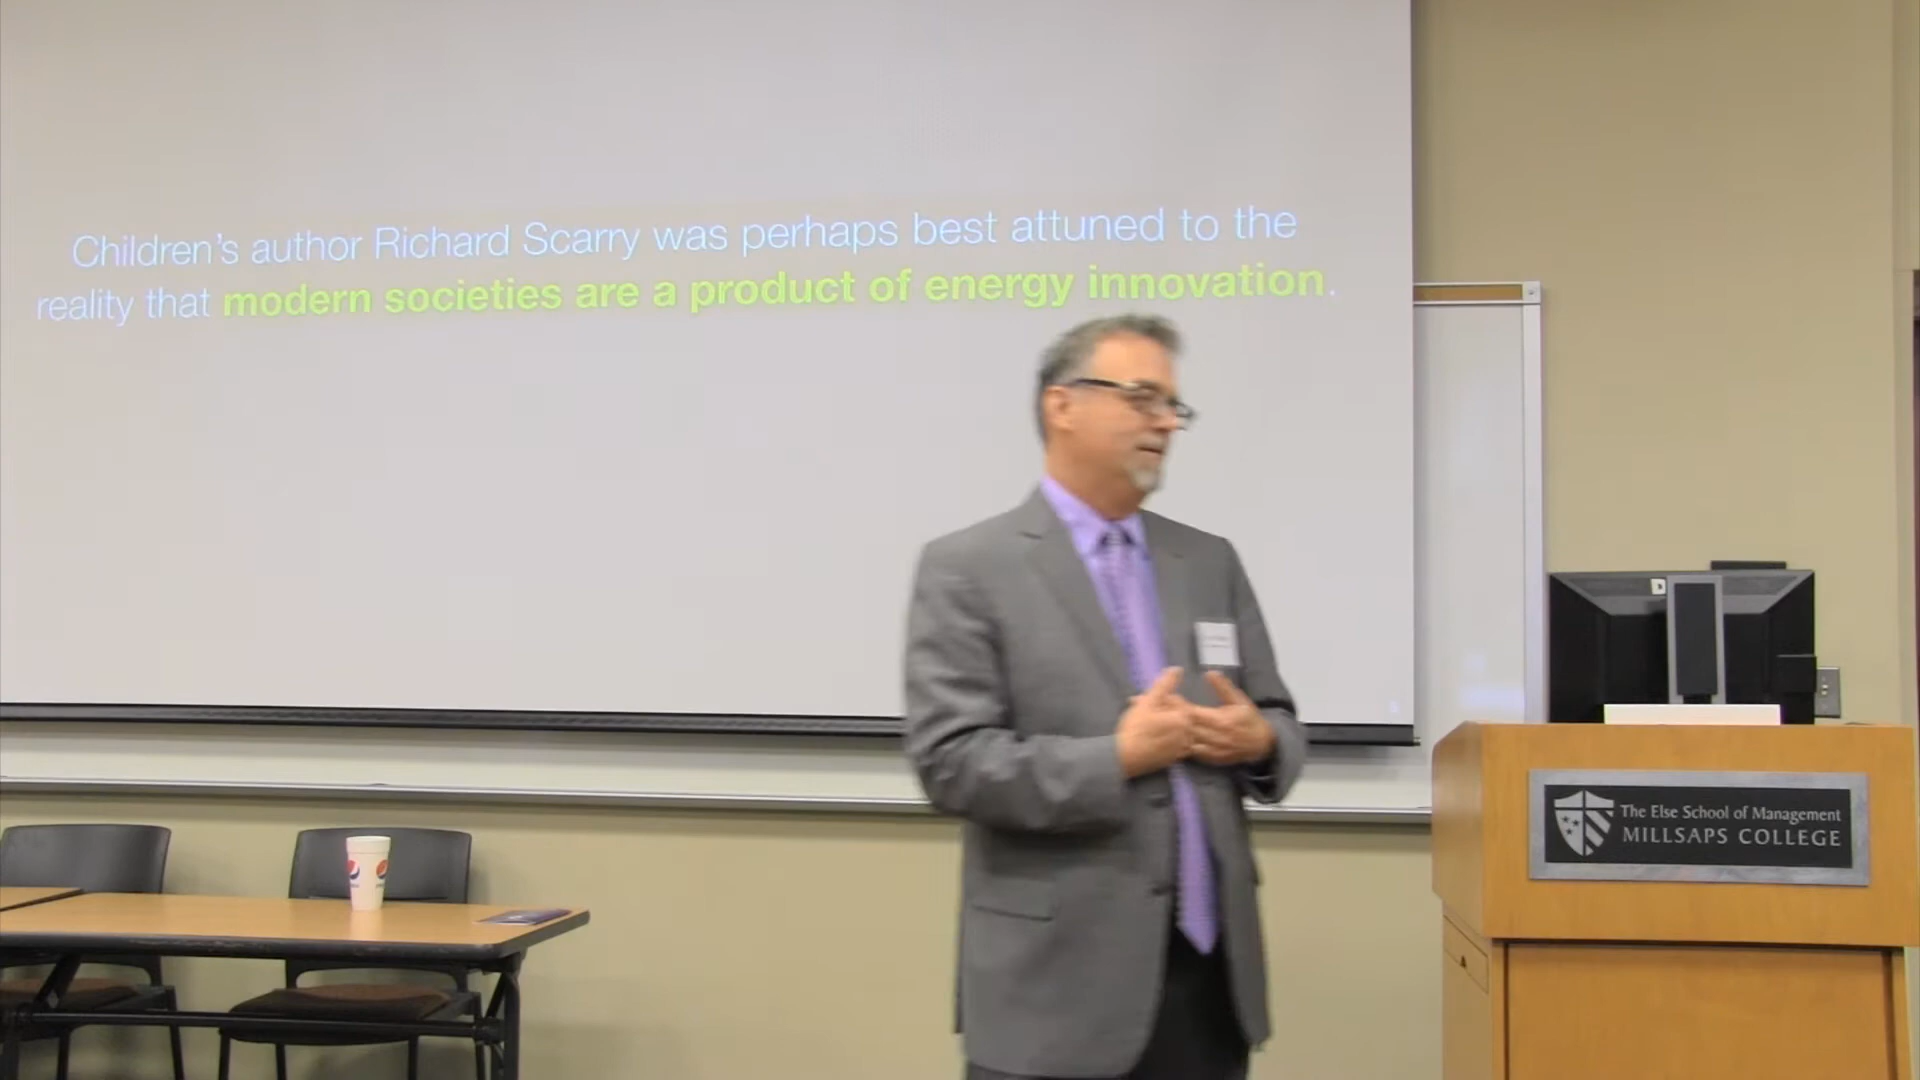 Children's author Richard Scarry was perhaps best attuned to the
reality that modern societies are a product of energy innovation.
The Else School of Management
MILLSAPS COLLEGE